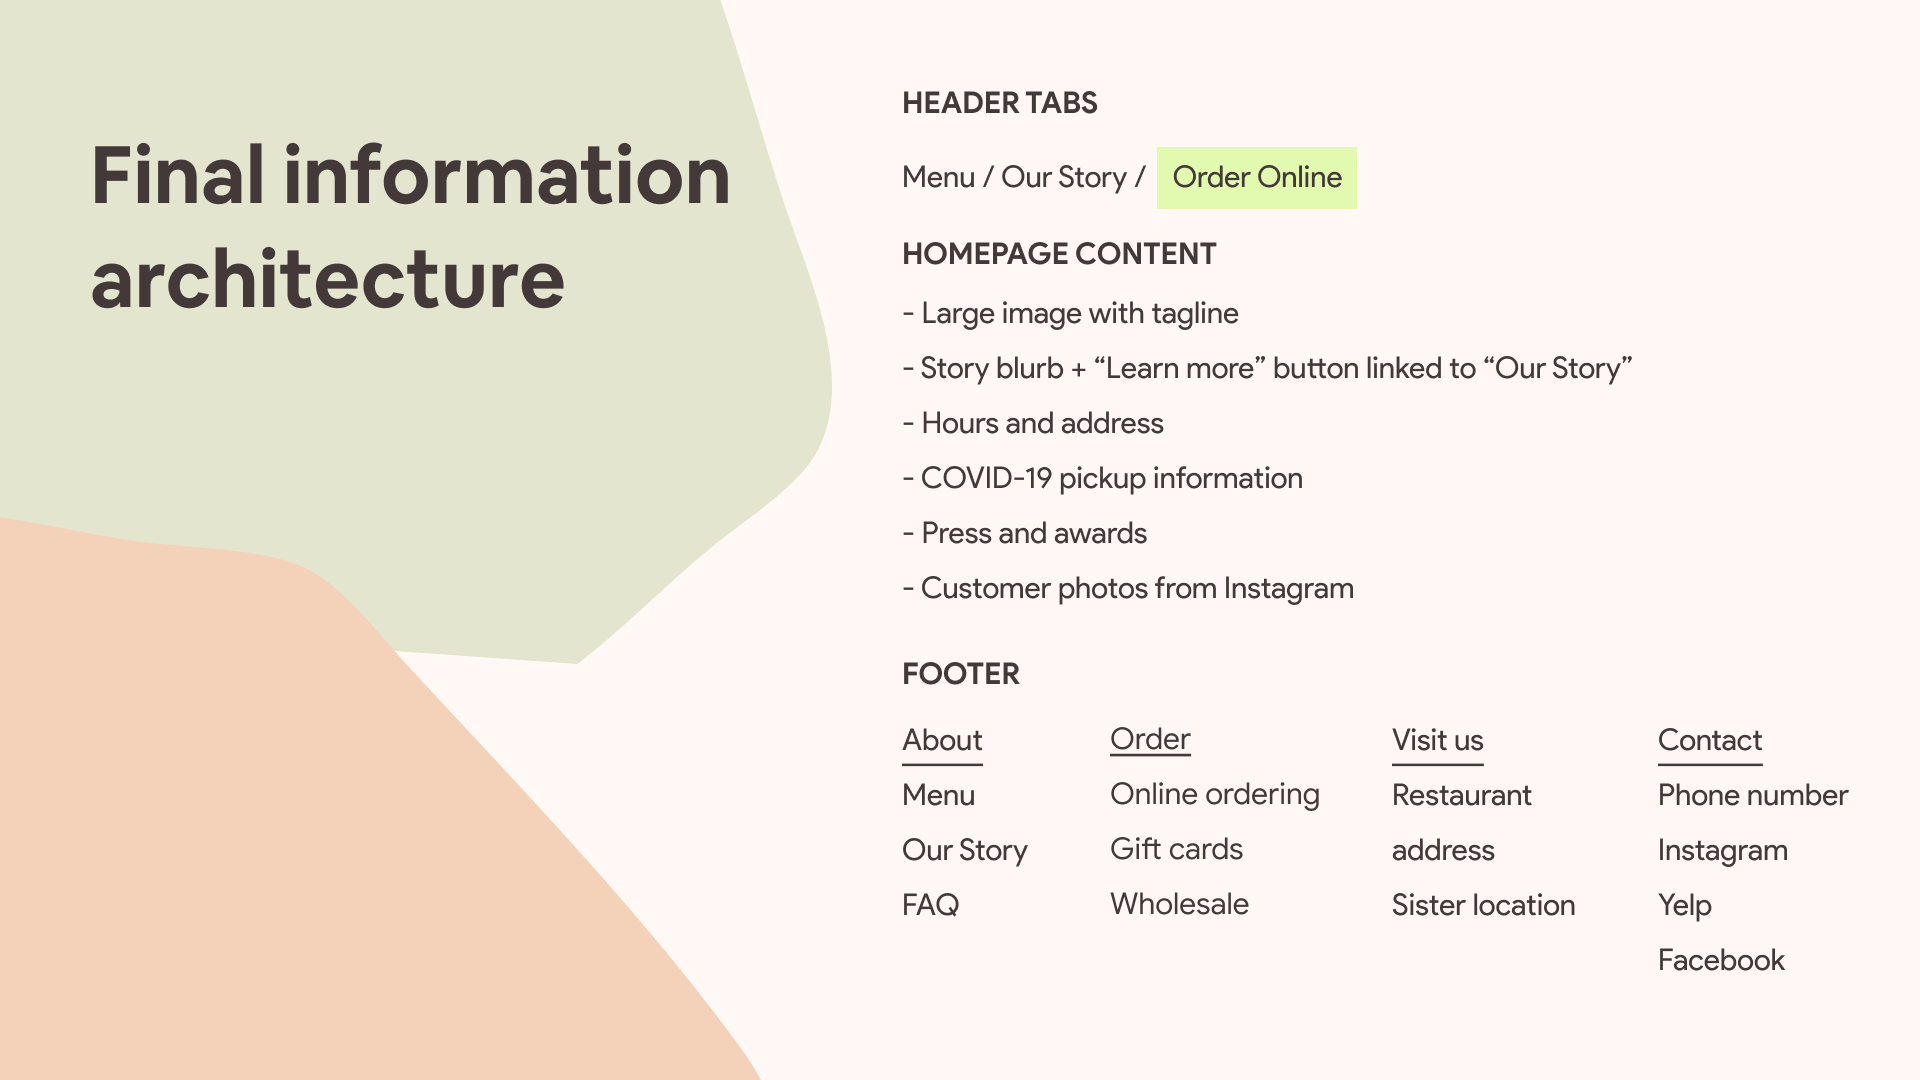 Final information
architecture
HEADER TABS
Menu / Our Story / Order Online
HOMEPAGE CONTENT
- Large image with tagline
- Story blurb + “Learn more” button linked to “Our Story”
- Hours and address
- COVID-19 pickup information
- Press and awards
- Customer photos from Instagram
FOOTER
About
Menu
Our Story
FAQ
Order
Online ordering
Gift cards
Wholesale
Visit us
Restaurant
address
Sister location
Contact
Phone number
Instagram
Yelp
Facebook